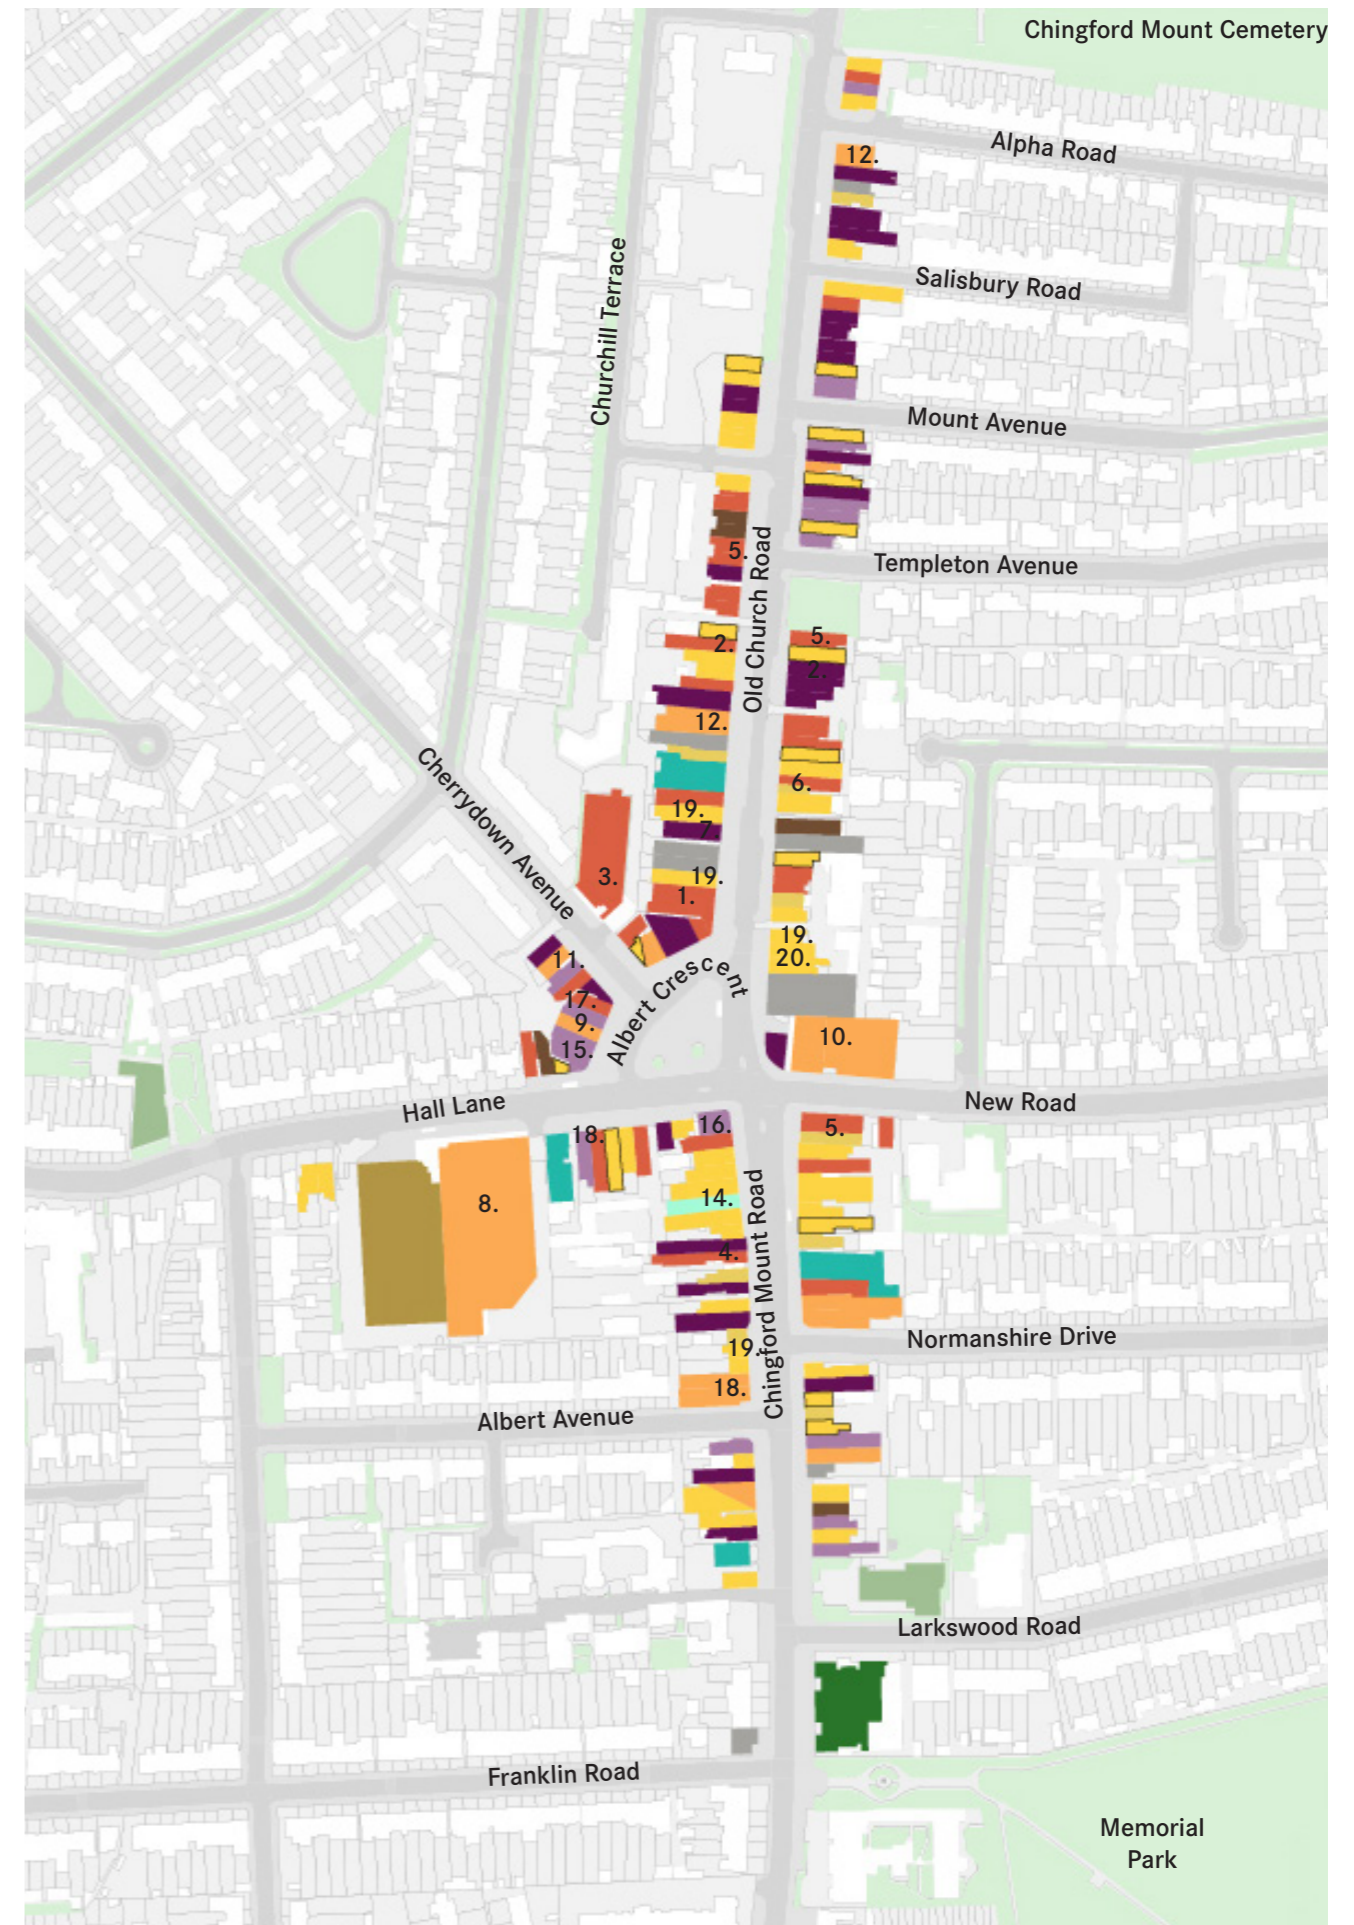 Chingford Mount Cemetery
Alpha Road
12.
Salisbury Road
Churchill Terrace
Mount Avenue
5.
Old Church Road
Templeton Avenue
5.
2.
2.
12.
Cherrydown Avenue
6.
19.
7.
3.
19.
1.
19.
20.
11.
Albert Crescent
17.
9.
15.
10.
Hall Lane
New Road
18.
16.
5.
8.
14.
Chingford Mount Road
4.
19.
Normanshire Drive
18.
Albert Avenue
Larkswood Road
Franklin Road
Memorial
Park